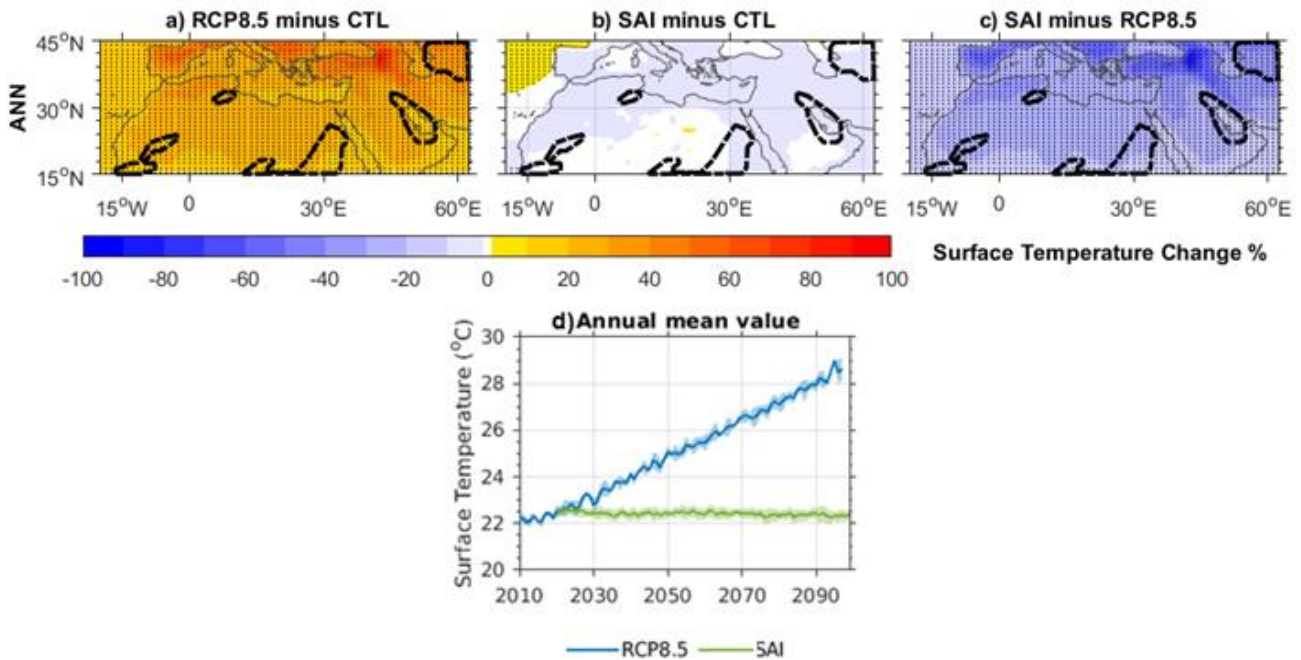 a) RCP8.5 minus CTL b) SAI minus CTL c) SAI minus RCP8.5
ANN
45°N
30°N
15°N
15°W 0 30°E 60°E 15°W 0 30°E 60°E 15°W 0 30°E 60°E
-100 -80 -60 -40 -20 0 20 40 60 80 100
Surface Temperature Change %
d)Annual mean value
Surface Temperature (°C)
30
28
26
24
22
20
2010 2030 2050 2070 2090
RCP8.5 SAI